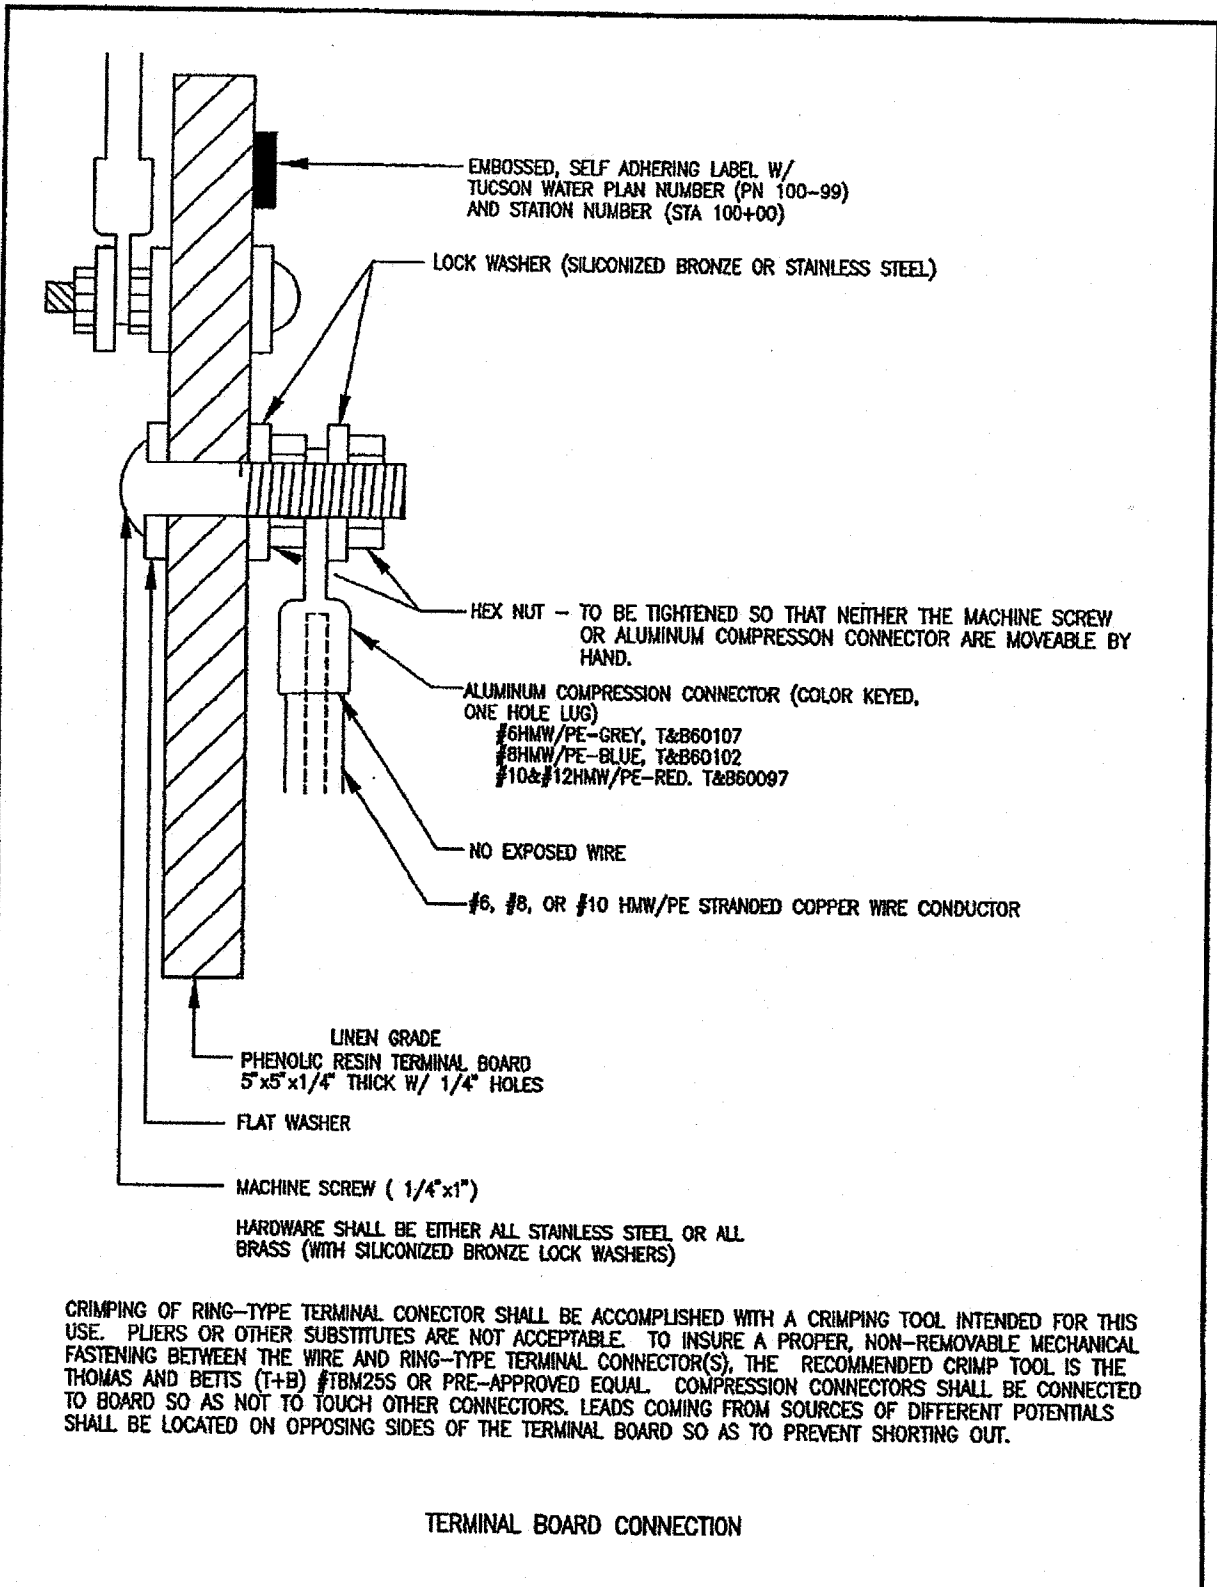 EMBOSSED, SELF ADHERING LABEL W/
TUCSON WATER PLAN NUMBER (PN 100-99)
AND STATION NUMBER (STA 100+00)
LOCK WASHER (SILICONIZED BRONZE OR STAINLESS STEEL)
HEX NUT - TO BE TIGHTENED SO THAT NEITHER THE MACHINE SCREW
OR ALUMINUM COMPRESSON CONNECTOR ARE MOVEABLE BY
HAND.
ALUMINUM COMPRESSION CONNECTOR (COLOR KEYED,
ONE HOLE LUG)
#6HMW/PE-GREY, T&B60107
#8HMW/PE-BLUE, T&B60102
#10&#12HMW/PE-RED. T&B60097
NO EXPOSED WIRE
#6, #8, OR #10 HMW/PE STRANDED COPPER WIRE CONDUCTOR
LINEN GRADE
PHENOLIC RESIN TERMINAL BOARD
5"x5"x1/4" THICK W/ 1/4" HOLES
FLAT WASHER
MACHINE SCREW ( 1/4"x1")
HARDWARE SHALL BE EITHER ALL STAINLESS STEEL OR ALL
BRASS (WITH SILICONIZED BRONZE LOCK WASHERS)
CRIMPING OF RING-TYPE TERMINAL CONECTOR SHALL BE ACCOMPLISHED WITH A CRIMPING TOOL INTENDED FOR THIS
USE. PLIERS OR OTHER SUBSTITUTES ARE NOT ACCEPTABLE. TO INSURE A PROPER, NON-REMOVABLE MECHANICAL
FASTENING BETWEEN THE WIRE AND RING-TYPE TERMINAL CONNECTOR(S), THE RECOMMENDED CRIMP TOOL IS THE
THOMAS AND BETTS (T+B) #TBM25S OR PRE-APPROVED EQUAL. COMPRESSION CONNECTORS SHALL BE CONNECTED
TO BOARD SO AS NOT TO TOUCH OTHER CONNECTORS. LEADS COMING FROM SOURCES OF DIFFERENT POTENTIALS
SHALL BE LOCATED ON OPPOSING SIDES OF THE TERMINAL BOARD SO AS TO PREVENT SHORTING OUT.
TERMINAL BOARD CONNECTION